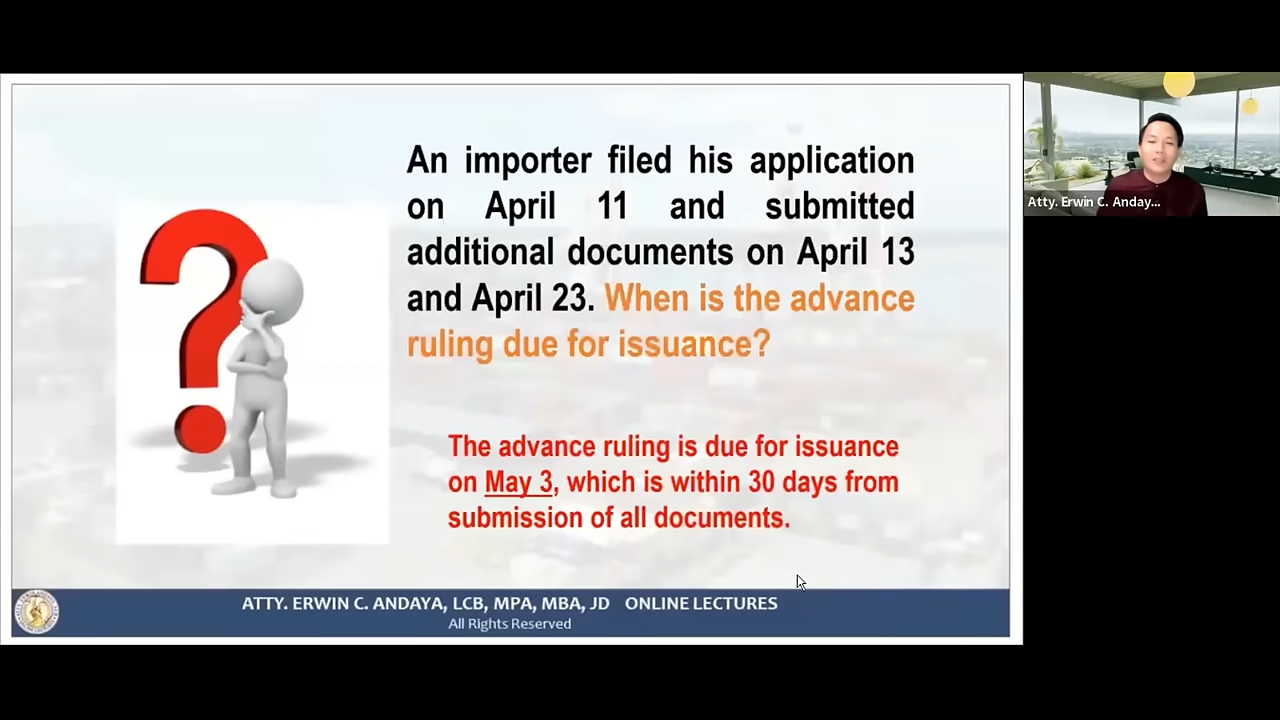 An importer filed his application
on April 11 and submitted
additional documents on April 13
and April 23. When is the advance
ruling due for issuance?
The advance ruling is due for issuance
on May 3, which is within 30 days from
submission of all documents.
ATTY. ERWIN C. ANDAYA, LCB, MPA, MBA, JD ONLINE LECTURES
All Rights Reserved
Atty. Erwin C. Anday...